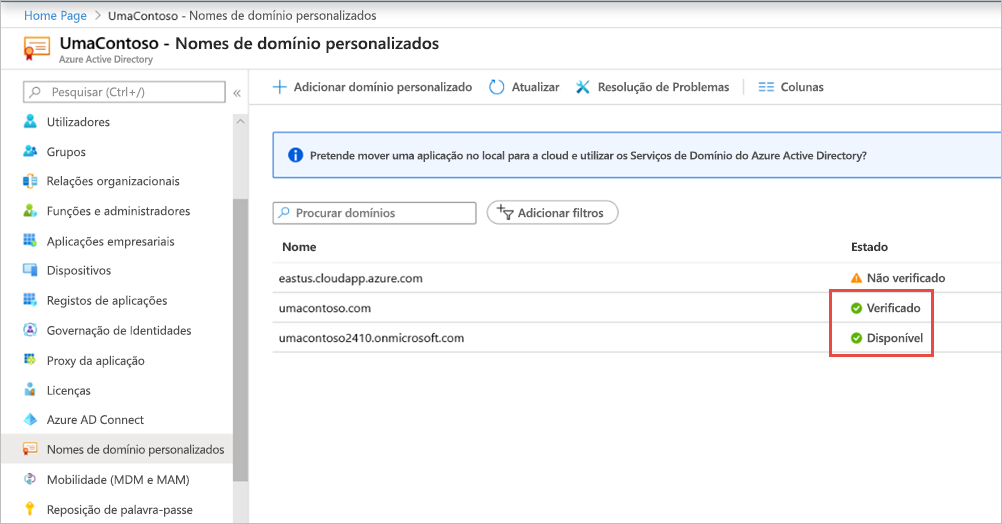 Home Page > UmaContoso - Nomes de domínio personalizados
UmaContoso - Nomes de domínio personalizados
Azure Active Directory
Pesquisar (Ctrl+/)
«
Utilizadores
Grupos
Relações organizacionais
Funções e administradores
Aplicações empresariais
Dispositivos
Registos de aplicações
Governação de Identidades
Proxy da aplicação
Licenças
Azure AD Connect
Nomes de domínio personalizados
Mobilidade (MDM e MAM)
Reposição de palavra-passe
Adicionar domínio personalizado Atualizar Resolução de Problemas Colunas
Pretende mover uma aplicação no local para a cloud e utilizar os Serviços de Domínio do Azure Active Directory?
Procurar domínios Adicionar filtros
Nome Estado
eastus.cloudapp.azure.com Não verificado
umacontoso.com Verificado
umacontoso2410.onmicrosoft.com Disponível